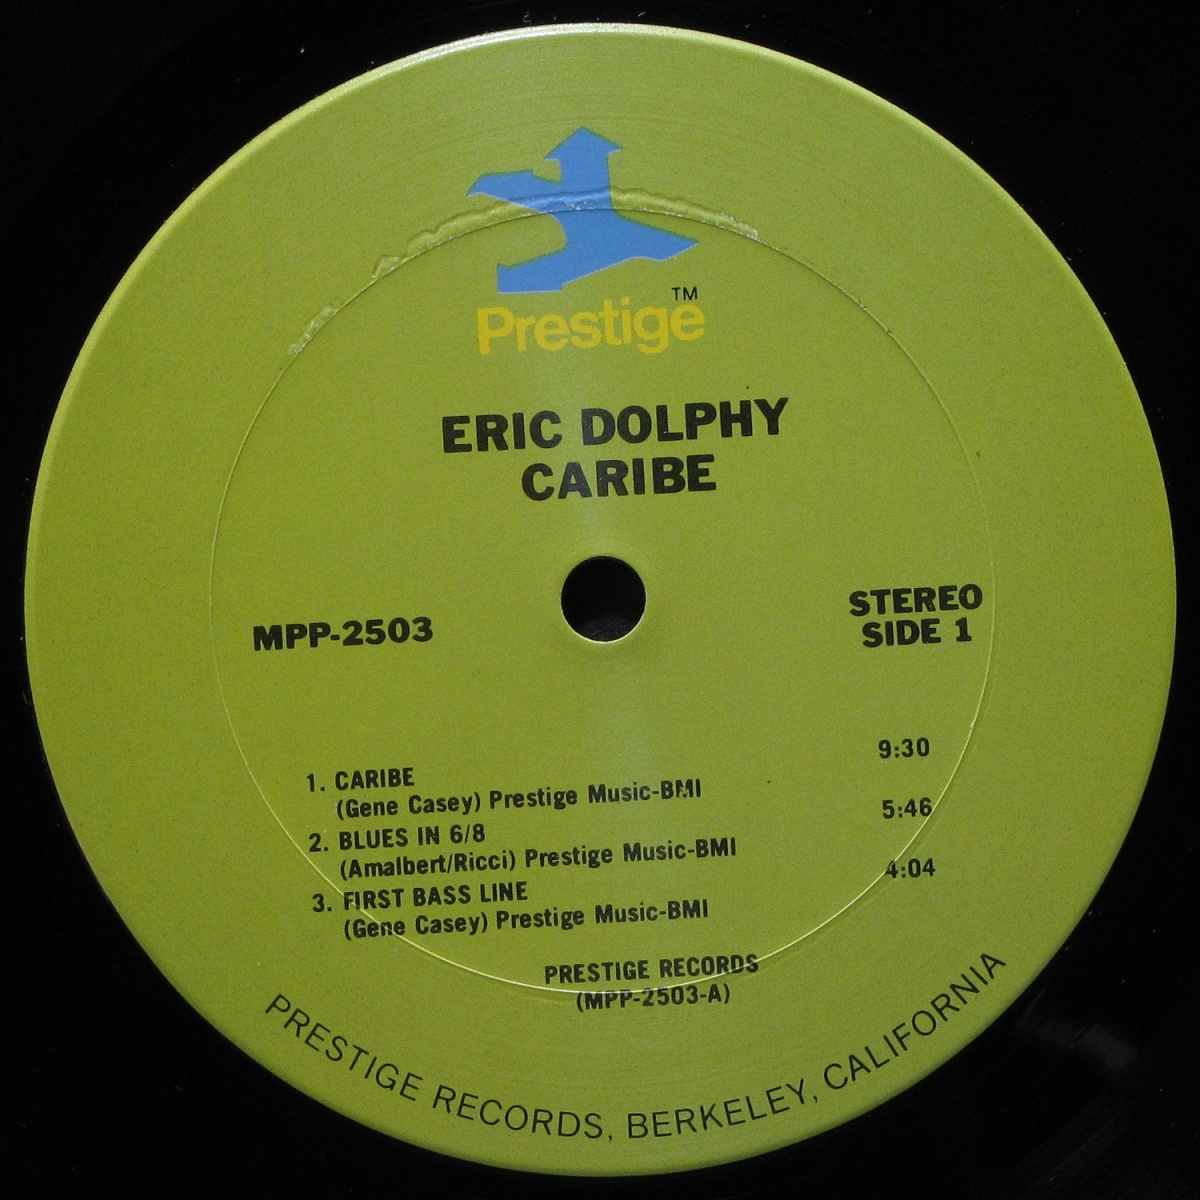 TM
Prestige
ERIC DOLPHY
CARIBE
MPP-2503
STEREO
SIDE 1
1. CARIBE 9:30
(Gene Casey) Prestige Music-BMI
2. BLUES IN 6/8 5:46
(Amalbert/Ricci) Prestige Music-BMI
3. FIRST BASS LINE 4:04
(Gene Casey) Prestige Music-BMI
PRESTIGE RECORDS
(MPP-2503-A)
PRESTIGE RECORDS, BERKELEY, CALIFORNIA